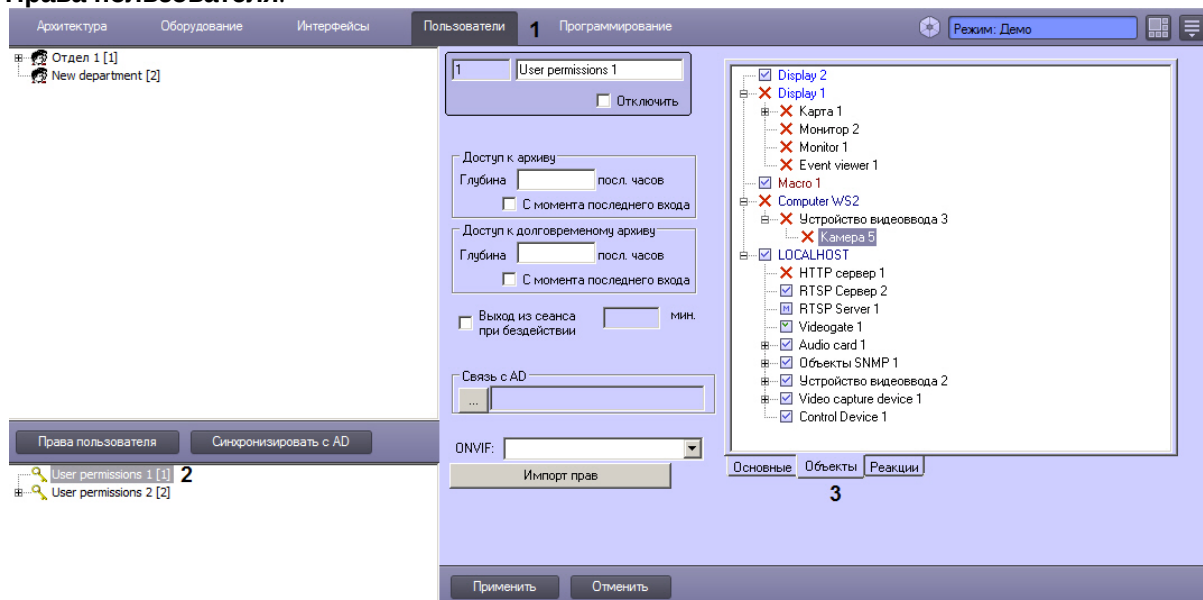 Права пользователя.
Архитектура Оборудование Интерфейсы Пользователи 1 Программирование Режим: Демо
Отдел 1 [1]
New department [2]
Права пользователя Синхронизировать с AD
User permissions 1 [1] 2
User permissions 2 [2]
1 User permissions 1
Отключить
Доступ к архиву
Глубина посл. часов
С момента последнего входа
Доступ к долговременому архиву
Глубина посл. часов
С момента последнего входа
Выход из сеанса мин.
при бездействии
Связь с AD
...
ONVIF:
Импорт прав
Display 2
Display 1
Карта 1
Монитор 2
Monitor 1
Event viewer 1
Macro 1
Computer WS2
Устройство видеоввода 3
Камера 5
LOCALHOST
HTTP сервер 1
RTSP Сервер 2
RTSP Server 1
Videogate 1
Audio card 1
Объекты SNMP 1
Устройство видеоввода 2
Video capture device 1
Control Device 1
Основные Объекты Реакции
3
Применить Отменить